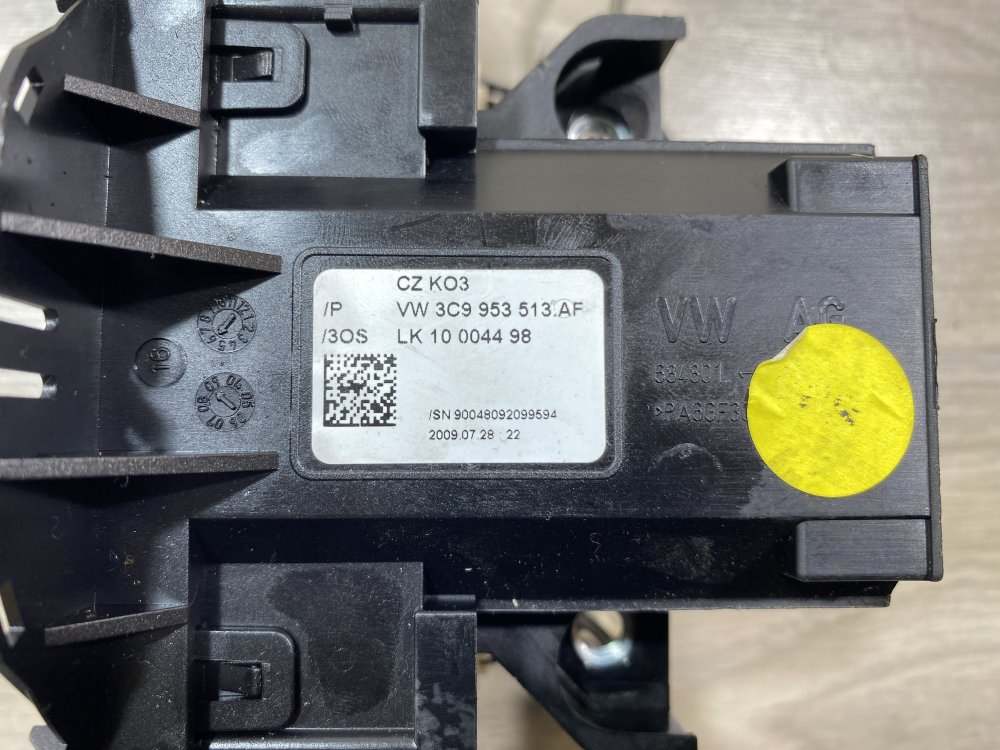 CZ KO3
/P VW 3C9 953 513.AF
/3OS LK 10 0044 98
/SN 90048092099594
2009.07.28 22
VW AG
18